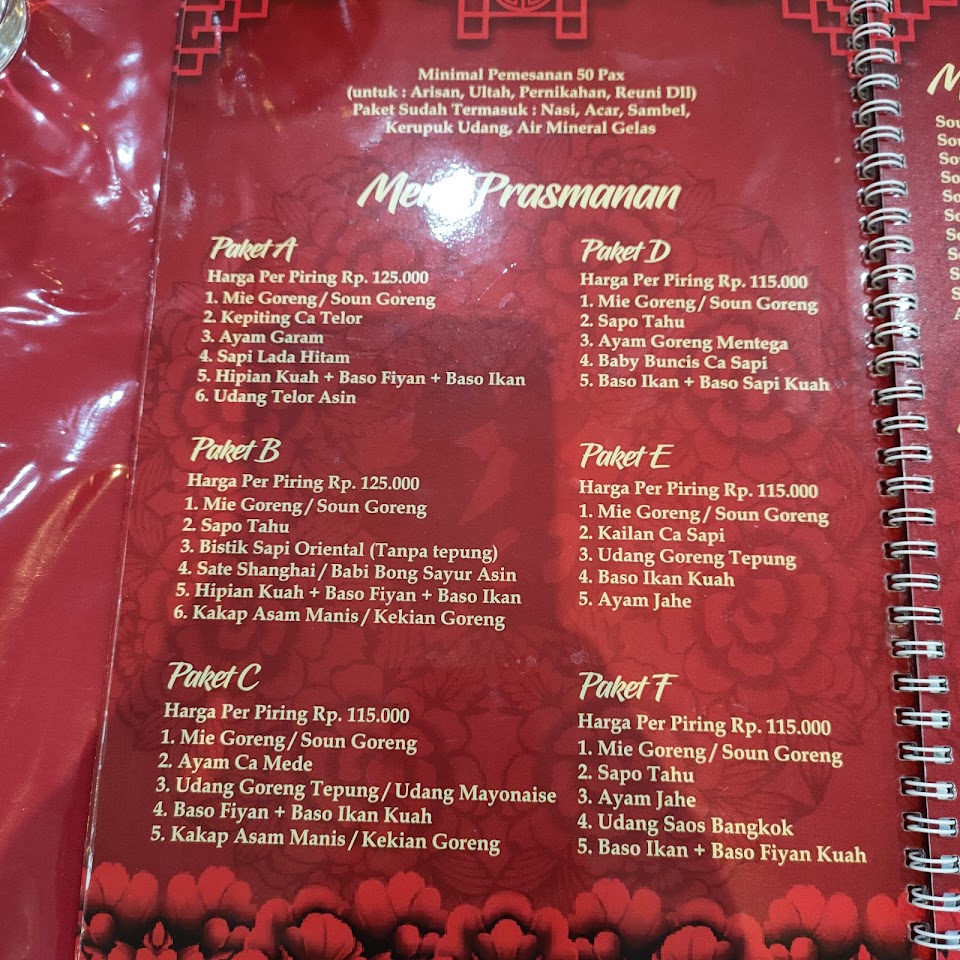 Minimal Pemesanan 50 Pax
(untuk : Arisan, Ultah, Pernikahan, Reuni Dll)
Paket Sudah Termasuk : Nasi, Acar, Sambel,
Kerupuk Udang, Air Mineral Gelas
Menu Prasmanan
Paket A
Harga Per Piring Rp. 125.000
1. Mie Goreng / Soun Goreng
2. Kepiting Ca Telor
3. Ayam Garam
4. Sapi Lada Hitam
5. Hipian Kuah + Baso Fiyan + Baso Ikan
6. Udang Telor Asin
Paket B
Harga Per Piring Rp. 125.000
1. Mie Goreng / Soun Goreng
2. Sapo Tahu
3. Bistik Sapi Oriental (Tanpa tepung)
4. Sate Shanghai / Babi Bong Sayur Asin
5. Hipian Kuah + Baso Fiyan + Baso Ikan
6. Kakap Asam Manis / Kekian Goreng
Paket C
Harga Per Piring Rp. 115.000
1. Mie Goreng / Soun Goreng
2. Ayam Ca Mede
3. Udang Goreng Tepung / Udang Mayonaise
4. Baso Fiyan + Baso Ikan Kuah
5. Kakap Asam Manis / Kekian Goreng
Paket D
Harga Per Piring Rp. 115.000
1. Mie Goreng / Soun Goreng
2. Sapo Tahu
3. Ayam Goreng Mentega
4. Baby Buncis Ca Sapi
5. Baso Ikan + Baso Sapi Kuah
Paket E
Harga Per Piring Rp. 115.000
1. Mie Goreng / Soun Goreng
2. Kailan Ca Sapi
3. Udang Goreng Tepung
4. Baso Ikan Kuah
5. Ayam Jahe
Paket F
Harga Per Piring Rp. 115.000
1. Mie Goreng / Soun Goreng
2. Sapo Tahu
3. Ayam Jahe
4. Udang Saos Bangkok
5. Baso Ikan + Baso Fiyan Kuah